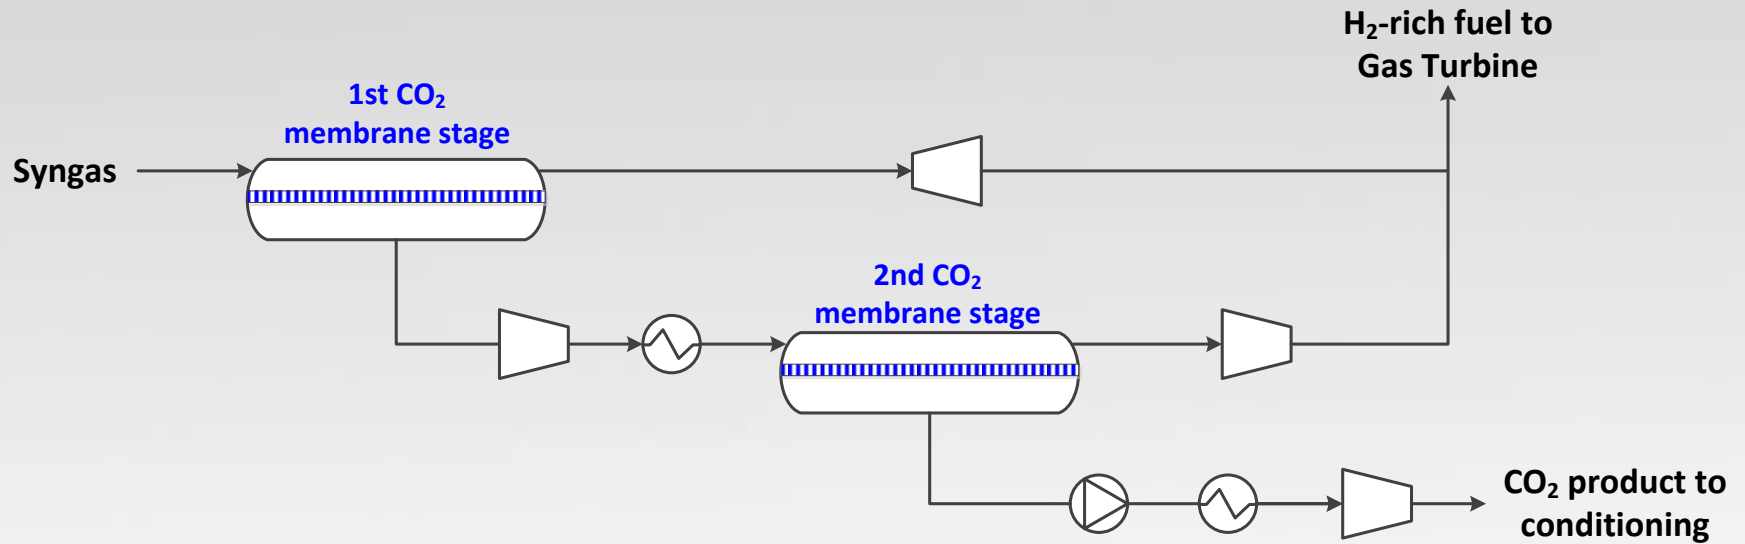 H₂-rich fuel to
Gas Turbine
1st CO₂
membrane stage
Syngas
2nd CO₂
membrane stage
CO₂ product to
conditioning